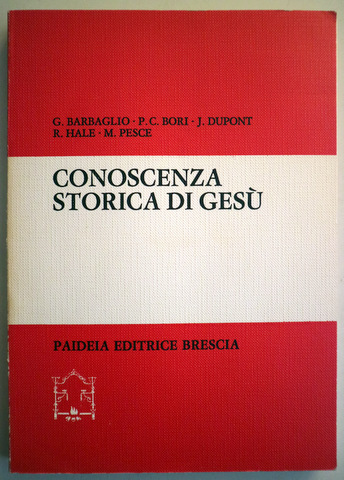 G. BARBAGLIO · P. C. BORI · J. DUPONT
R. HALE · M. PESCE
CONOSCENZA
STORICA DI GESÙ
PAIDEIA EDITRICE BRESCIA